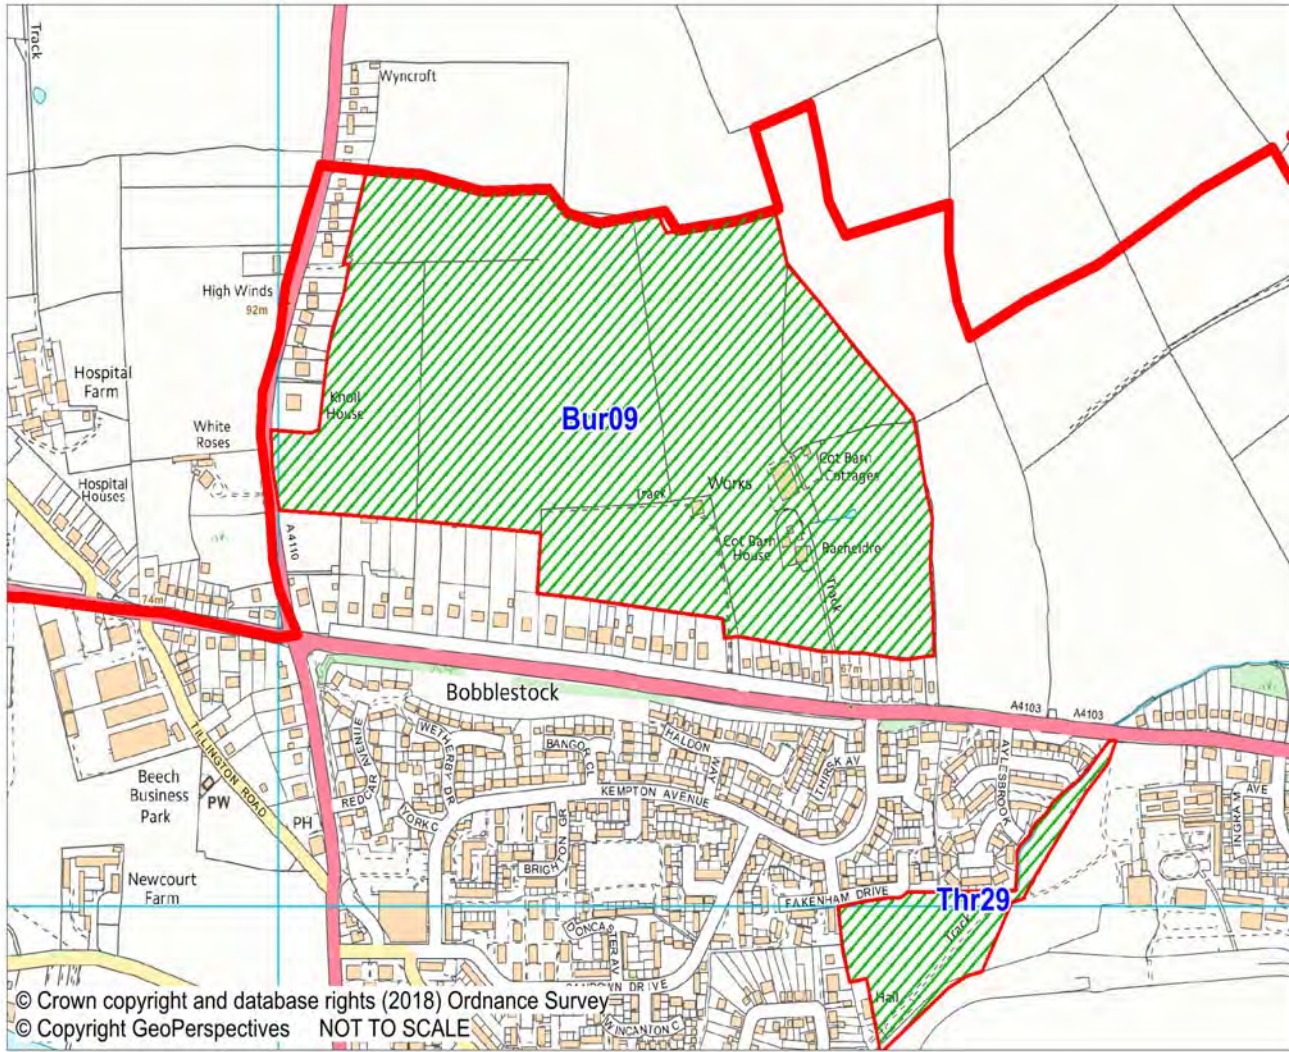 Track
Wyncroft
High Winds
92m
Hospital
Farm
Knoll
House
Bur09
White
Roses
Hospital
Houses
Cot Barn
Cottages
Works
Track
A4110
Cot Barn
House
Bacheldre
Track
74m
67m
Bobblestock
A4103
A4103
TILLINGTON ROAD
REDCAR AVENUE
WETHERBY DR
BANGOR CL
HALDON
WAY
THIRSK AV
AYLESBROOK
Beech
Business
Park
PW
PH
YORK C
KEMPTON AVENUE
INGRAM
AVE
BRIGHTON GR
Newcourt
Farm
FAKENHAM DRIVE
Thr29
Track
DONCASTER AV
DRIVE
Hall
WINCANTON C
© Crown copyright and database rights (2018) Ordnance Survey
© Copyright GeoPerspectives NOT TO SCALE